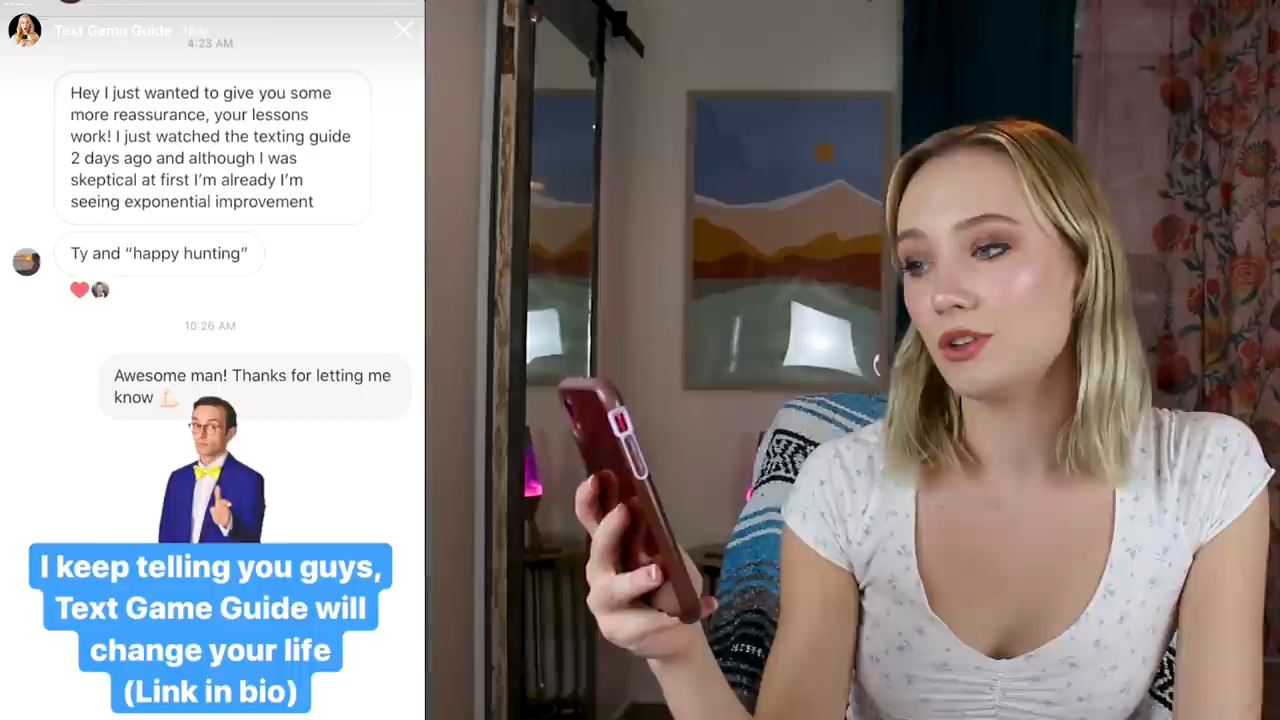 Text Game Guide
4:23 AM
Hey I just wanted to give you some
more reassurance, your lessons
work! I just watched the texting guide
2 days ago and although I was
skeptical at first I'm already I'm
seeing exponential improvement
Ty and "happy hunting"
10:26 AM
Awesome man! Thanks for letting me
know 💪🏻
I keep telling you guys,
Text Game Guide will
change your life
(Link in bio)